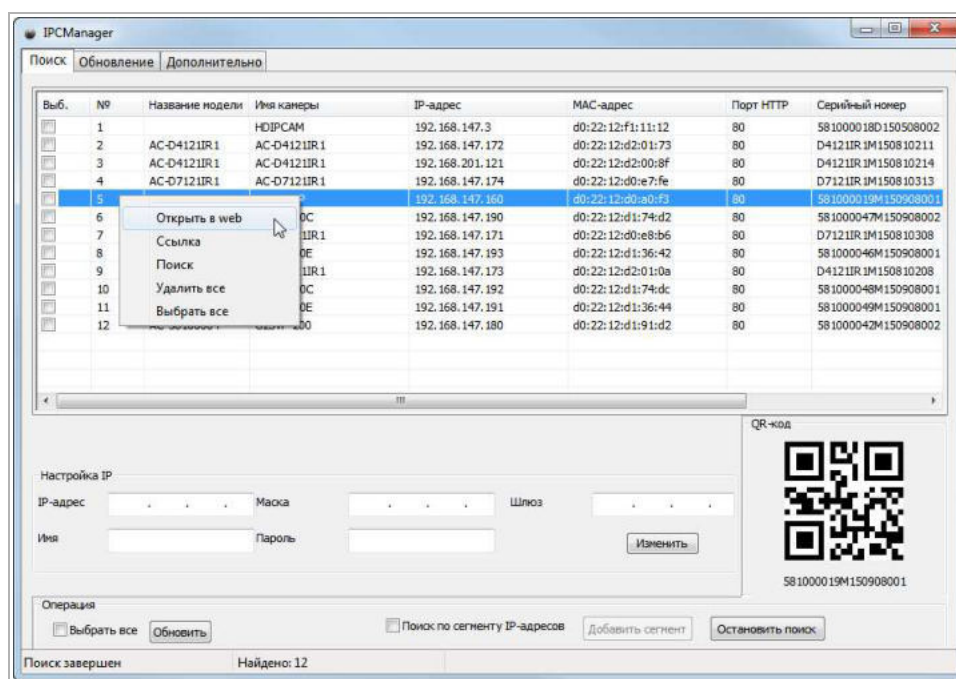 IPCManager
Поиск Обновление Дополнительно
Выб. № Название модели Имя камеры IP-адрес MAC-адрес Порт HTTP Серийный номер
1 HDIPCAM 192.168.147.3 d0:22:12:f1:11:12 80 581000018D150508002
2 AC-D4121IR1 AC-D4121IR1 192.168.147.172 d0:22:12:d2:01:73 80 D4121IR1M150810211
3 AC-D4121IR1 AC-D4121IR1 192.168.201.121 d0:22:12:d2:00:8f 80 D4121IR1M150810214
4 AC-D7121IR1 AC-D7121IR1 192.168.147.174 d0:22:12:d0:e7:fe 80 D7121IR1M150810313
5 192.168.147.160 d0:22:12:d0:a0:f3 80 581000019M150908001
6 0C 192.168.147.190 d0:22:12:d1:74:d2 80 581000047M150908002
7 1IR1 192.168.147.171 d0:22:12:d0:e8:b6 80 D7121IR1M150810308
8 0E 192.168.147.193 d0:22:12:d1:36:42 80 581000046M150908001
9 1IR1 192.168.147.173 d0:22:12:d2:01:0a 80 D4121IR1M150810208
10 0C 192.168.147.192 d0:22:12:d1:74:dc 80 581000048M150908001
11 0E 192.168.147.191 d0:22:12:d1:36:44 80 581000049M150908001
12 192.168.147.180 d0:22:12:d1:91:d2 80 581000042M150908002
Открыть в web
Ссылка
Поиск
Удалить все
Выбрать все
QR-код
581000019M150908001
Настройка IP
IP-адрес . . . Маска . . . Шлюз . . .
Имя Пароль Изменить
Операция
Выбрать все Обновить Поиск по сегменту IP-адресов Добавить сегмент Остановить поиск
Поиск завершен Найдено: 12